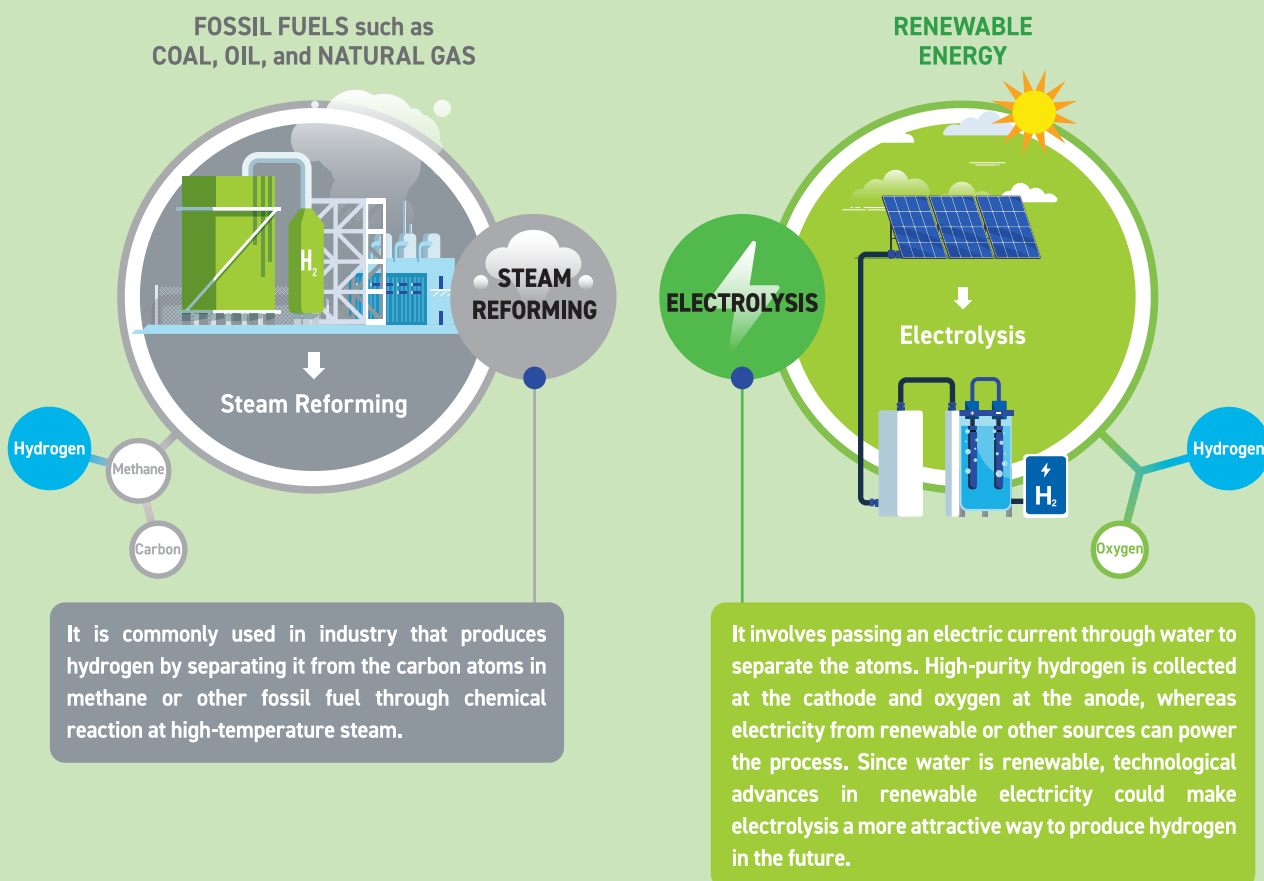 FOSSIL FUELS such as
COAL, OIL, and NATURAL GAS
H2
STEAM
REFORMING
Steam Reforming
Hydrogen
Methane
Carbon
It is commonly used in industry that produces
hydrogen by separating it from the carbon atoms in
methane or other fossil fuel through chemical
reaction at high-temperature steam.
RENEWABLE
ENERGY
ELECTROLYSIS
Electrolysis
+ -
H2
Hydrogen
Oxygen
It involves passing an electric current through water to
separate the atoms. High-purity hydrogen is collected
at the cathode and oxygen at the anode, whereas
electricity from renewable or other sources can power
the process. Since water is renewable, technological
advances in renewable electricity could make
electrolysis a more attractive way to produce hydrogen
in the future.